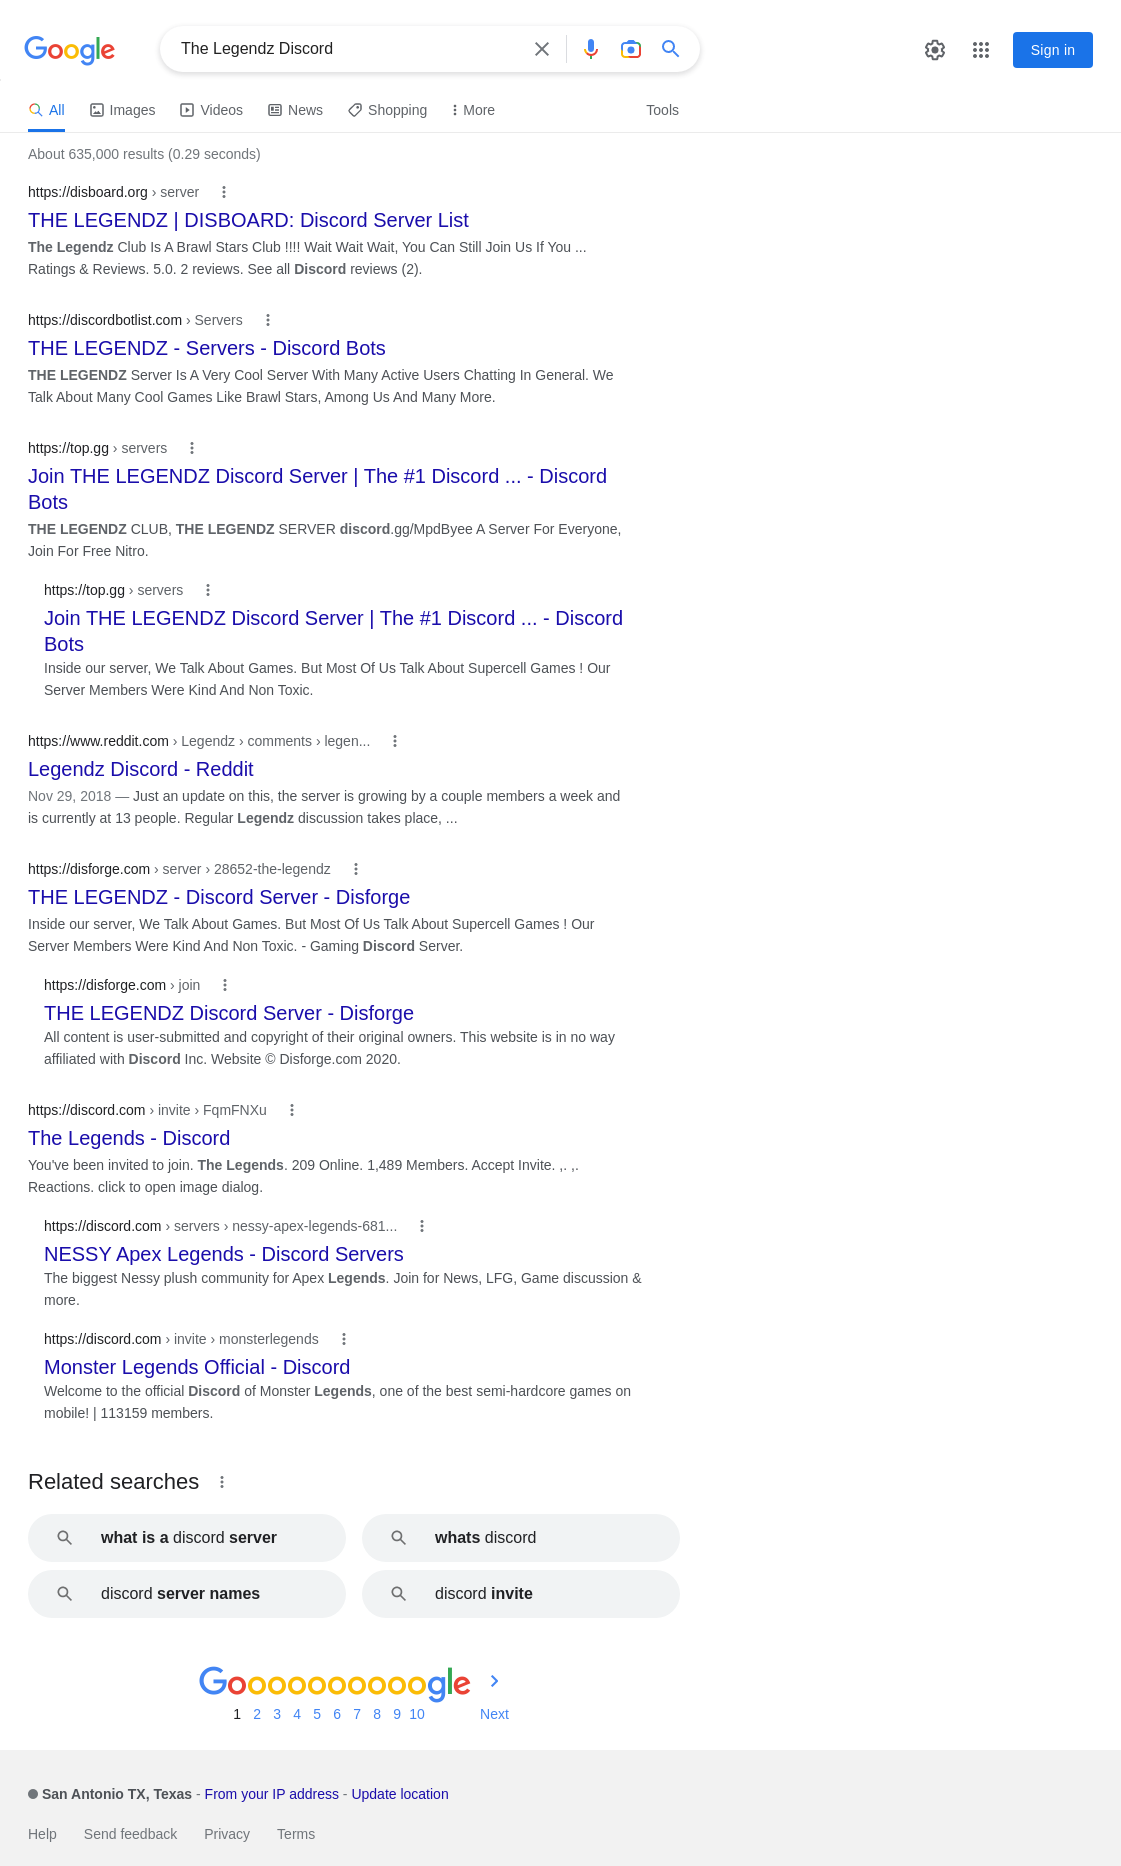 Google
The Legendz Discord
Sign in
All Images Videos News Shopping More Tools
About 635,000 results (0.29 seconds)
https://disboard.org › server
THE LEGENDZ | DISBOARD: Discord Server List
The Legendz Club Is A Brawl Stars Club !!!! Wait Wait Wait, You Can Still Join Us If You ...
Ratings & Reviews. 5.0. 2 reviews. See all Discord reviews (2).
https://discordbotlist.com › Servers
THE LEGENDZ - Servers - Discord Bots
THE LEGENDZ Server Is A Very Cool Server With Many Active Users Chatting In General. We
Talk About Many Cool Games Like Brawl Stars, Among Us And Many More.
https://top.gg › servers
Join THE LEGENDZ Discord Server | The #1 Discord ... - Discord
Bots
THE LEGENDZ CLUB, THE LEGENDZ SERVER discord.gg/MpdByee A Server For Everyone,
Join For Free Nitro.
https://top.gg › servers
Join THE LEGENDZ Discord Server | The #1 Discord ... - Discord
Bots
Inside our server, We Talk About Games. But Most Of Us Talk About Supercell Games ! Our
Server Members Were Kind And Non Toxic.
https://www.reddit.com › Legendz › comments › legen...
Legendz Discord - Reddit
Nov 29, 2018 — Just an update on this, the server is growing by a couple members a week and
is currently at 13 people. Regular Legendz discussion takes place, ...
https://disforge.com › server › 28652-the-legendz
THE LEGENDZ - Discord Server - Disforge
Inside our server, We Talk About Games. But Most Of Us Talk About Supercell Games ! Our
Server Members Were Kind And Non Toxic. - Gaming Discord Server.
https://disforge.com › join
THE LEGENDZ Discord Server - Disforge
All content is user-submitted and copyright of their original owners. This website is in no way
affiliated with Discord Inc. Website © Disforge.com 2020.
https://discord.com › invite › FqmFNXu
The Legends - Discord
You've been invited to join. The Legends. 209 Online. 1,489 Members. Accept Invite. ,. ,.
Reactions. click to open image dialog.
https://discord.com › servers › nessy-apex-legends-681...
NESSY Apex Legends - Discord Servers
The biggest Nessy plush community for Apex Legends. Join for News, LFG, Game discussion &
more.
https://discord.com › invite › monsterlegends
Monster Legends Official - Discord
Welcome to the official Discord of Monster Legends, one of the best semi-hardcore games on
mobile! | 113159 members.
Related searches
what is a discord server
whats discord
discord server names
discord invite
Goooooooooogle
1 2 3 4 5 6 7 8 9 10 Next
San Antonio TX, Texas - From your IP address - Update location
Help Send feedback Privacy Terms